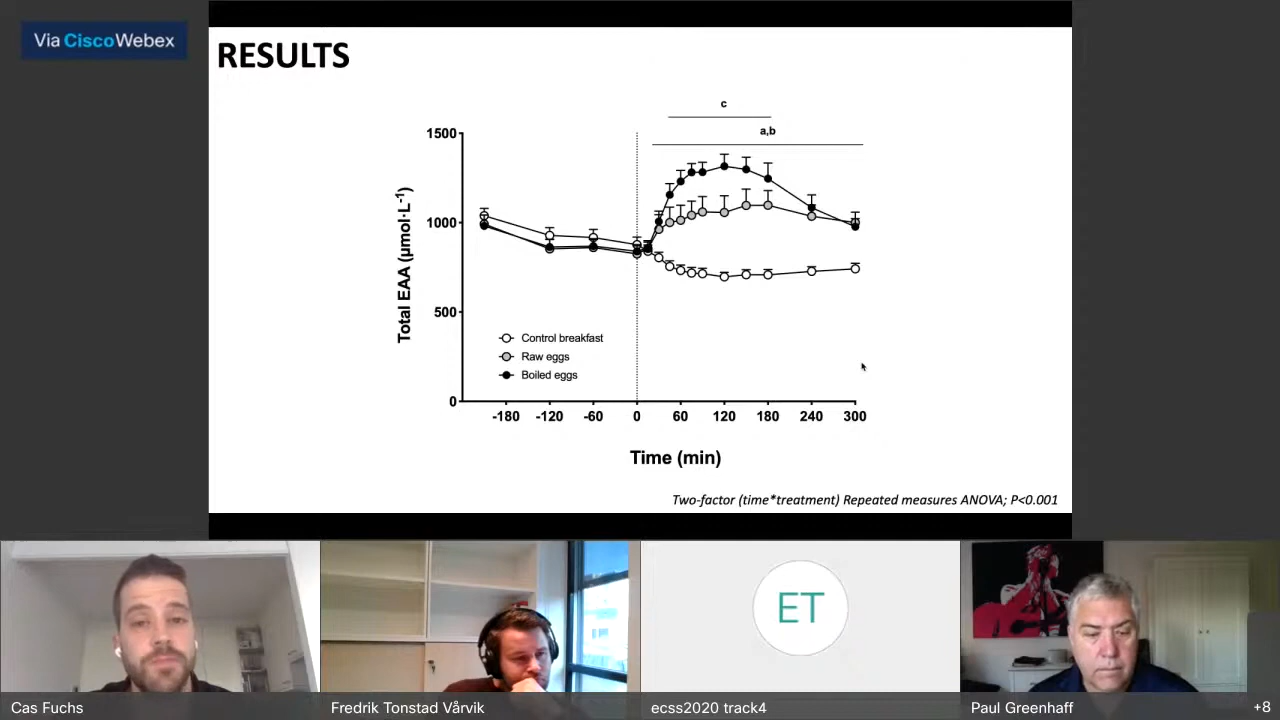 Via Cisco Webex
RESULTS
c
a,b
1500
1000
500
0
Total EAA (µmol·L⁻¹)
Control breakfast
Raw eggs
Boiled eggs
-180 -120 -60 0 60 120 180 240 300
Time (min)
Two-factor (time*treatment) Repeated measures ANOVA; P<0.001
ET
Cas Fuchs
Fredrik Tonstad Vårvik
ecss2020 track4
Paul Greenhaff
+8